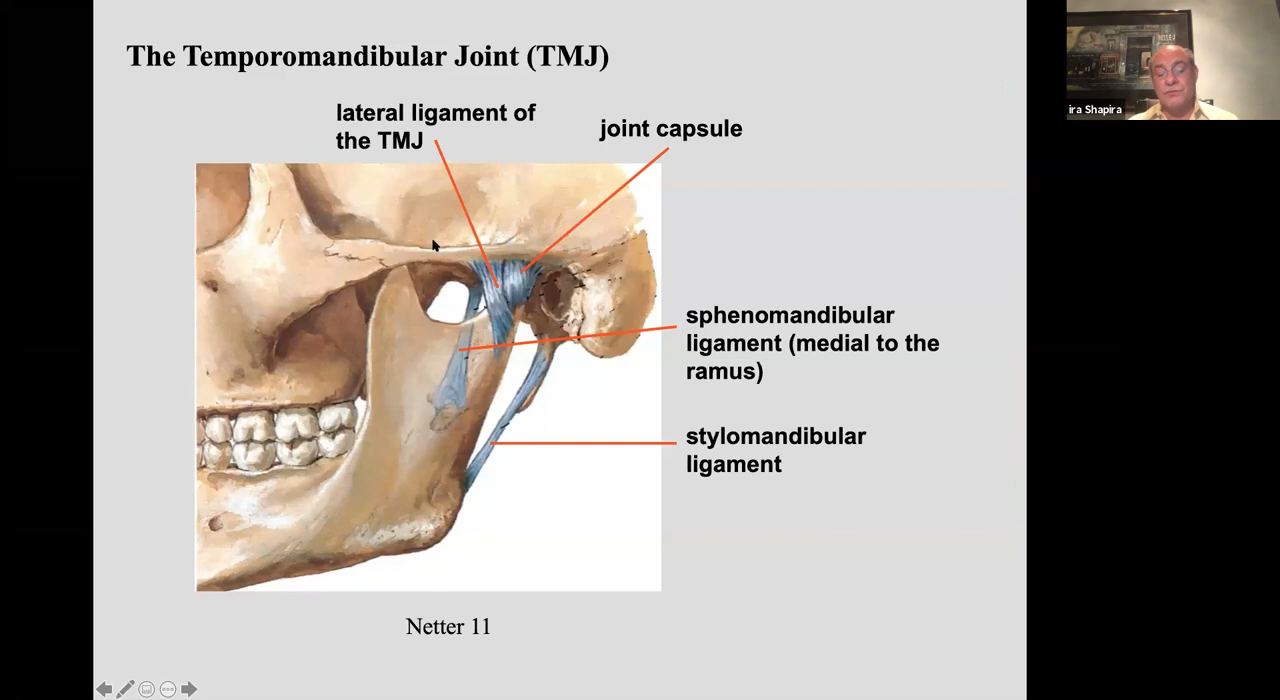 The Temporomandibular Joint (TMJ)
lateral ligament of
the TMJ
joint capsule
sphenomandibular
ligament (medial to the
ramus)
stylomandibular
ligament
Netter 11
ira Shapira